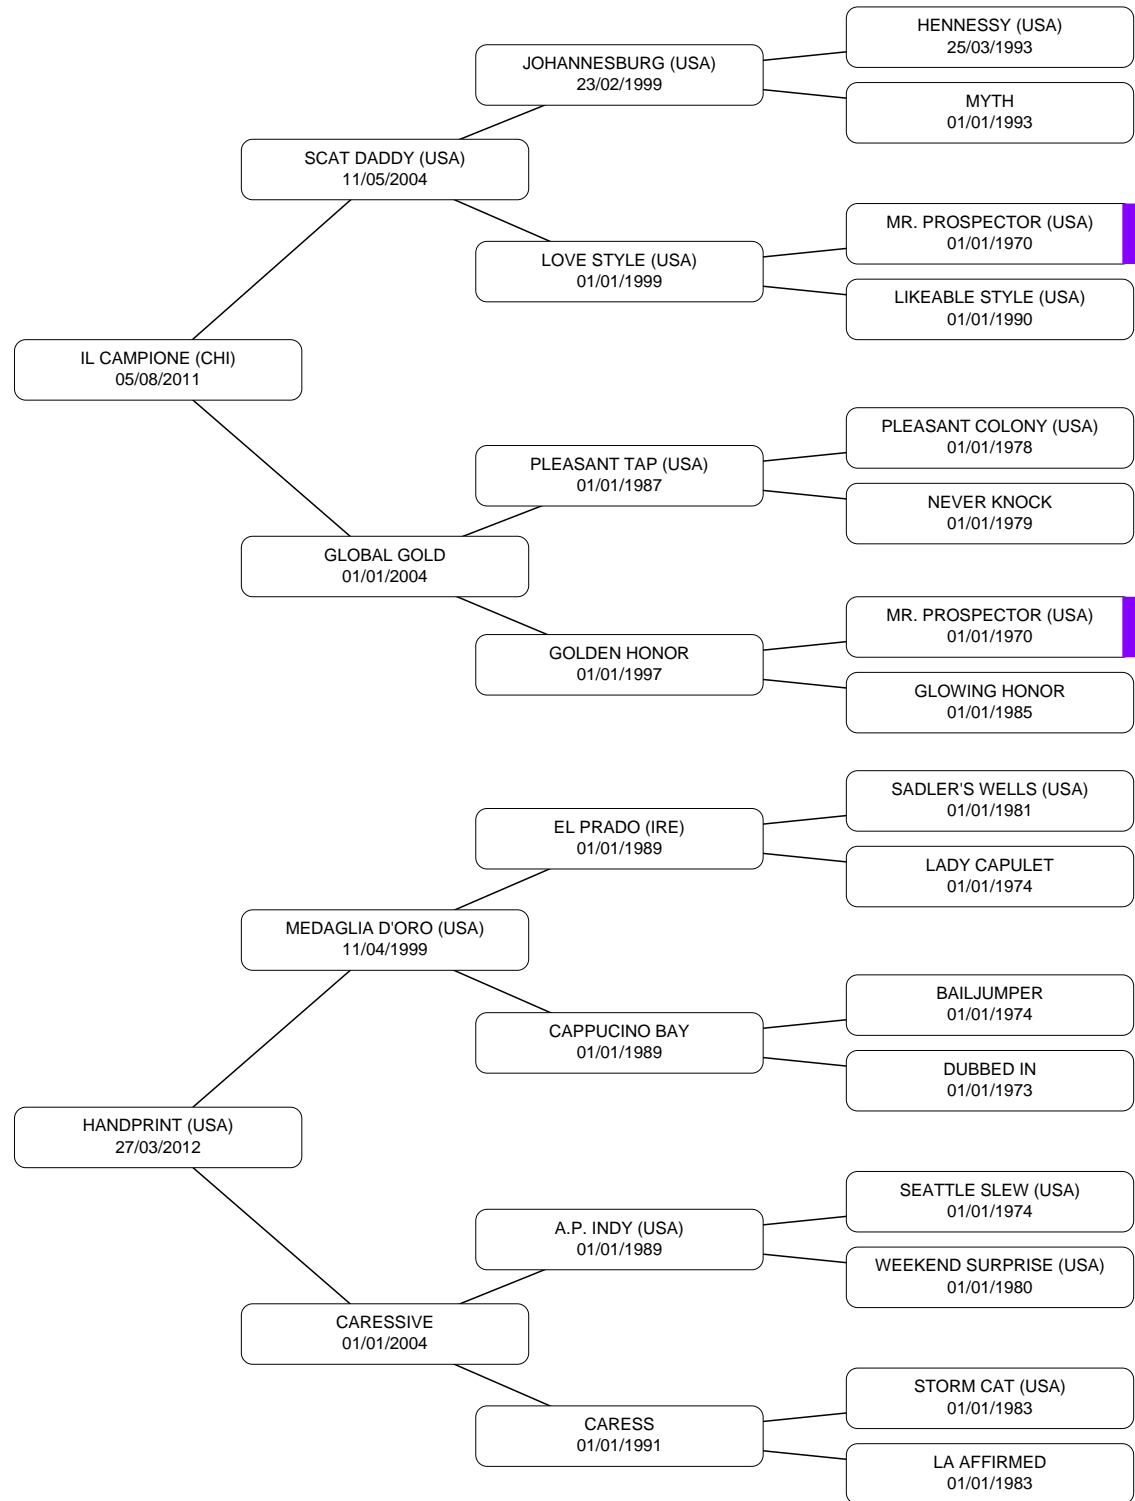 HENNESSY (USA)
25/03/1993
JOHANNESBURG (USA)
23/02/1999
MYTH
01/01/1993
SCAT DADDY (USA)
11/05/2004
MR. PROSPECTOR (USA)
01/01/1970
LOVE STYLE (USA)
01/01/1999
LIKEABLE STYLE (USA)
01/01/1990
IL CAMPIONE (CHI)
05/08/2011
PLEASANT COLONY (USA)
01/01/1978
PLEASANT TAP (USA)
01/01/1987
NEVER KNOCK
01/01/1979
GLOBAL GOLD
01/01/2004
MR. PROSPECTOR (USA)
01/01/1970
GOLDEN HONOR
01/01/1997
GLOWING HONOR
01/01/1985
SADLER'S WELLS (USA)
01/01/1981
EL PRADO (IRE)
01/01/1989
LADY CAPULET
01/01/1974
MEDAGLIA D'ORO (USA)
11/04/1999
BAILJUMPER
01/01/1974
CAPPUCINO BAY
01/01/1989
DUBBED IN
01/01/1973
HANDPRINT (USA)
27/03/2012
SEATTLE SLEW (USA)
01/01/1974
A.P. INDY (USA)
01/01/1989
WEEKEND SURPRISE (USA)
01/01/1980
CARESSIVE
01/01/2004
STORM CAT (USA)
01/01/1983
CARESS
01/01/1991
LA AFFIRMED
01/01/1983